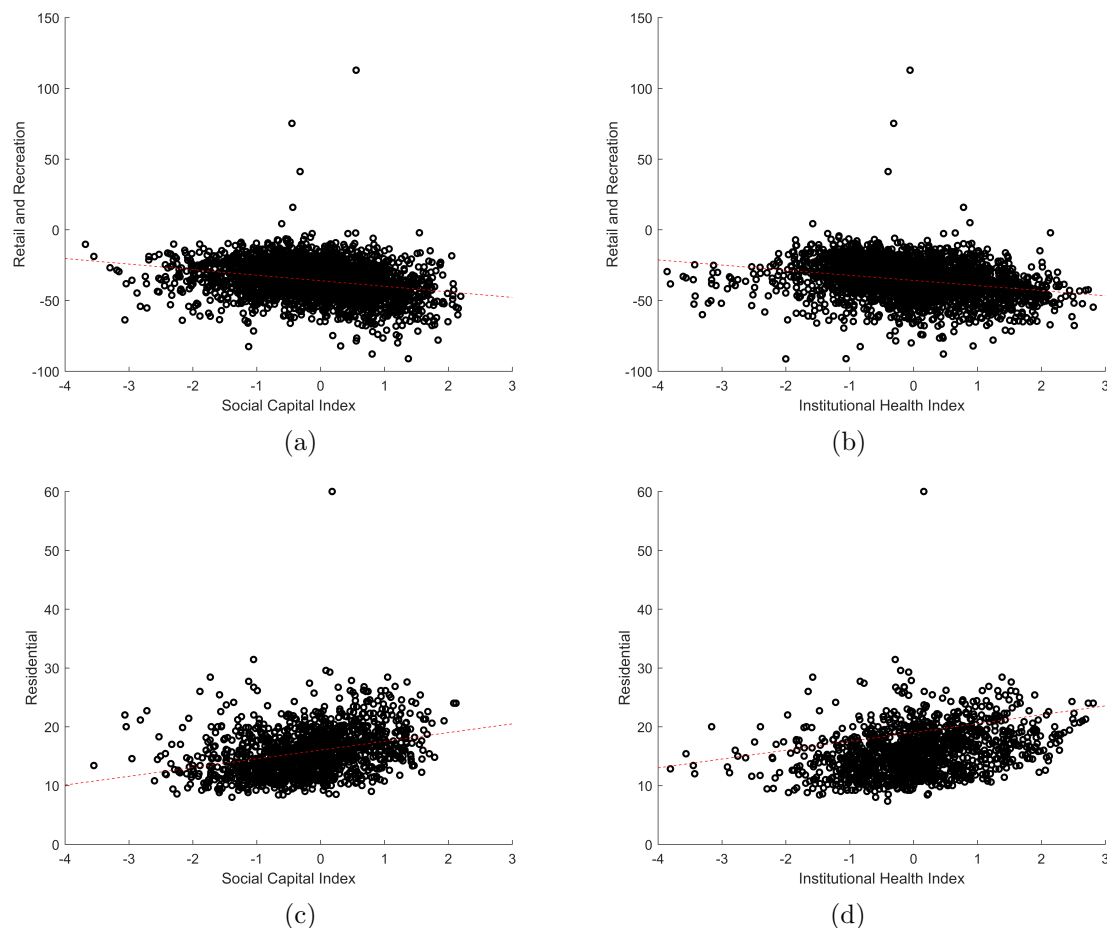 150
100
50
0
-50
-100
Retail and Recreation
-4 -3 -2 -1 0 1 2 3
Social Capital Index
(a)
150
100
50
0
-50
-100
Retail and Recreation
-4 -3 -2 -1 0 1 2 3
Institutional Health Index
(b)
60
50
40
30
20
10
0
Residential
-4 -3 -2 -1 0 1 2 3
Social Capital Index
(c)
60
50
40
30
20
10
0
Residential
-4 -3 -2 -1 0 1 2 3
Institutional Health Index
(d)